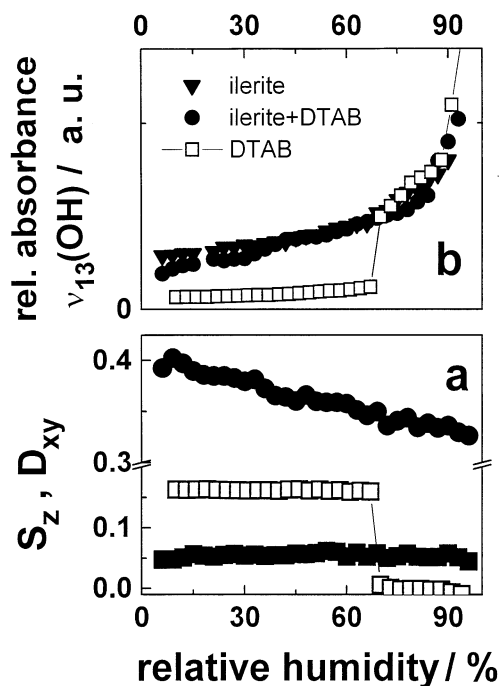 0 30 60 90
ilerite
ilerite+DTAB
DTAB
rel. absorbance
ν13(OH) / a. u.
0
b
a
0.4
0.3
0.1
0.0
Sz , Dxy
0 30 60 90
relative humidity / %